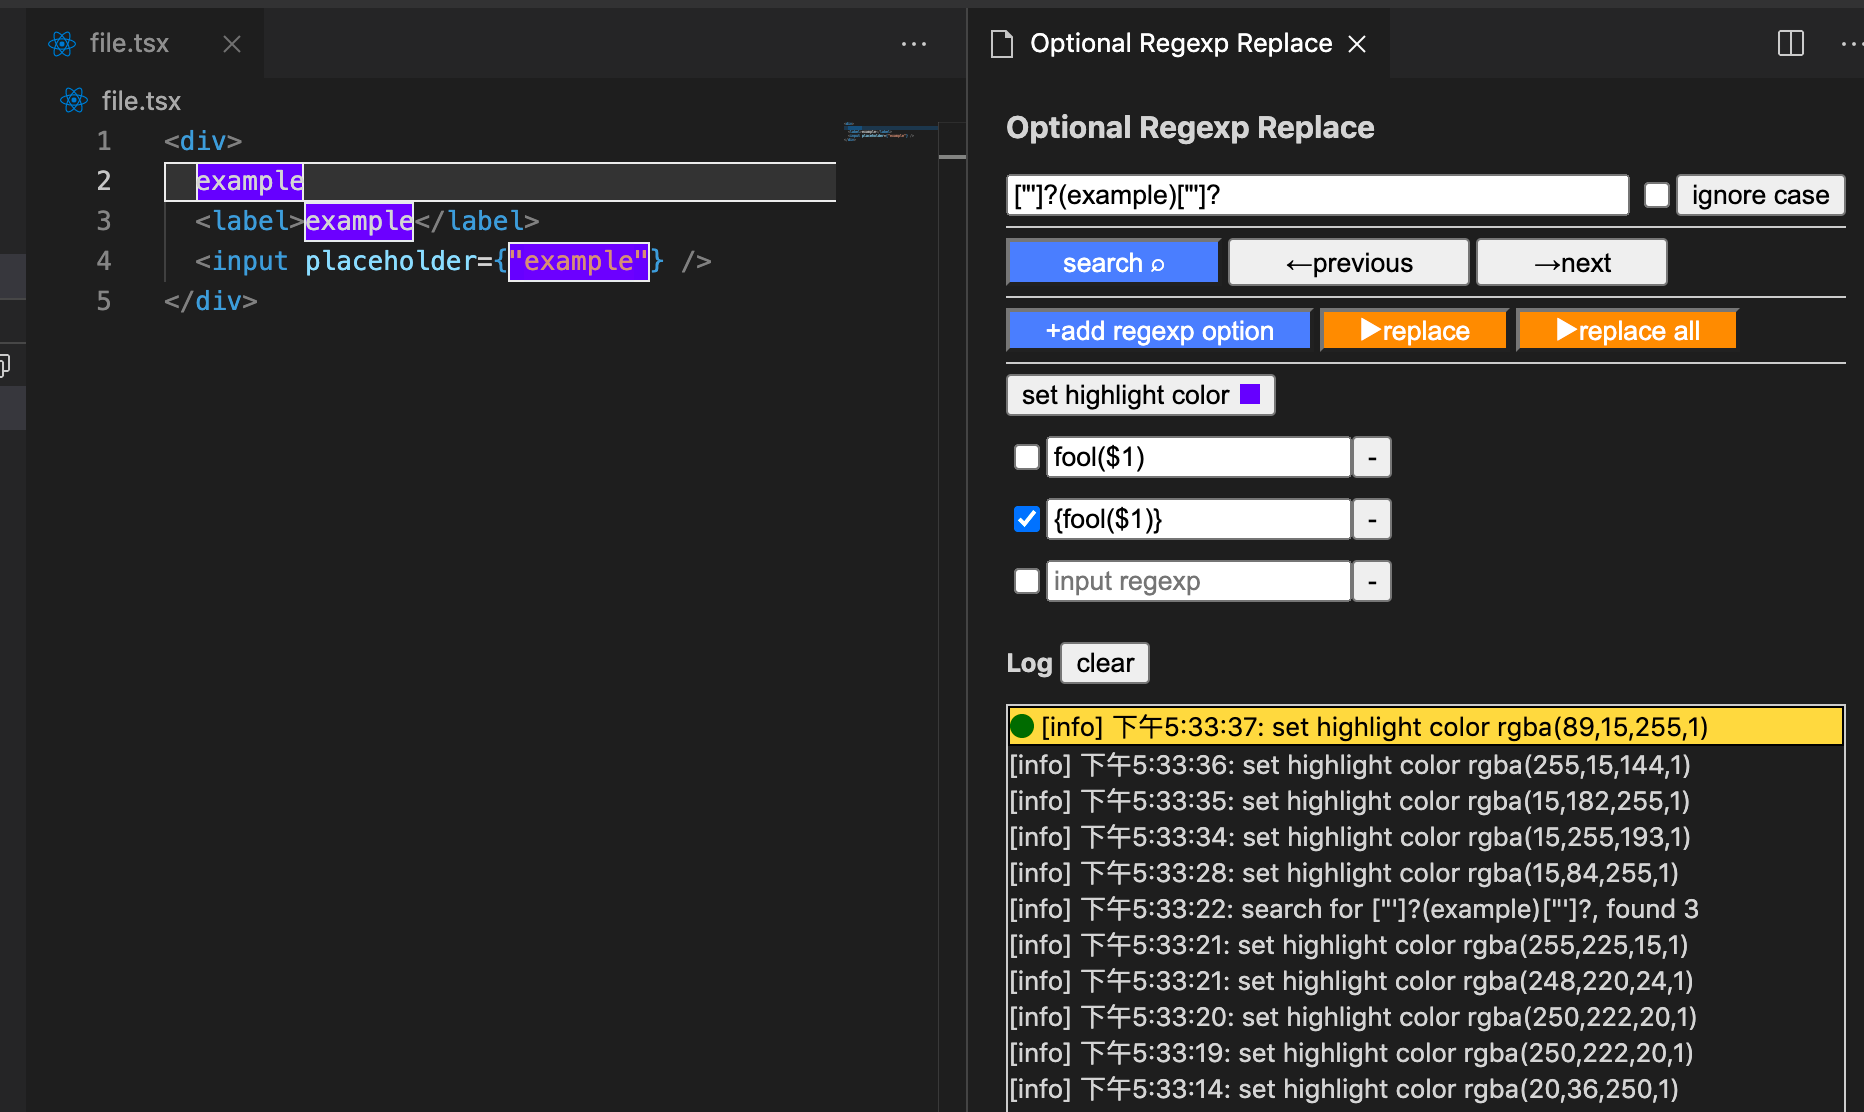 file.tsx
file.tsx
1 <div>
2 example
3 <label>example</label>
4 <input placeholder={"example"} />
5 </div>
Optional Regexp Replace
Optional Regexp Replace
["']?(example)["']?
ignore case
search ⌕
←previous
→next
+add regexp option
▶replace
▶replace all
set highlight color
fool($1)
-
{fool($1)}
-
input regexp
-
Log
clear
[info] 下午5:33:37: set highlight color rgba(89,15,255,1)
[info] 下午5:33:36: set highlight color rgba(255,15,144,1)
[info] 下午5:33:35: set highlight color rgba(15,182,255,1)
[info] 下午5:33:34: set highlight color rgba(15,255,193,1)
[info] 下午5:33:28: set highlight color rgba(15,84,255,1)
[info] 下午5:33:22: search for ["']?(example)["']?, found 3
[info] 下午5:33:21: set highlight color rgba(255,225,15,1)
[info] 下午5:33:21: set highlight color rgba(248,220,24,1)
[info] 下午5:33:20: set highlight color rgba(250,222,20,1)
[info] 下午5:33:19: set highlight color rgba(250,222,20,1)
[info] 下午5:33:14: set highlight color rgba(20,36,250,1)